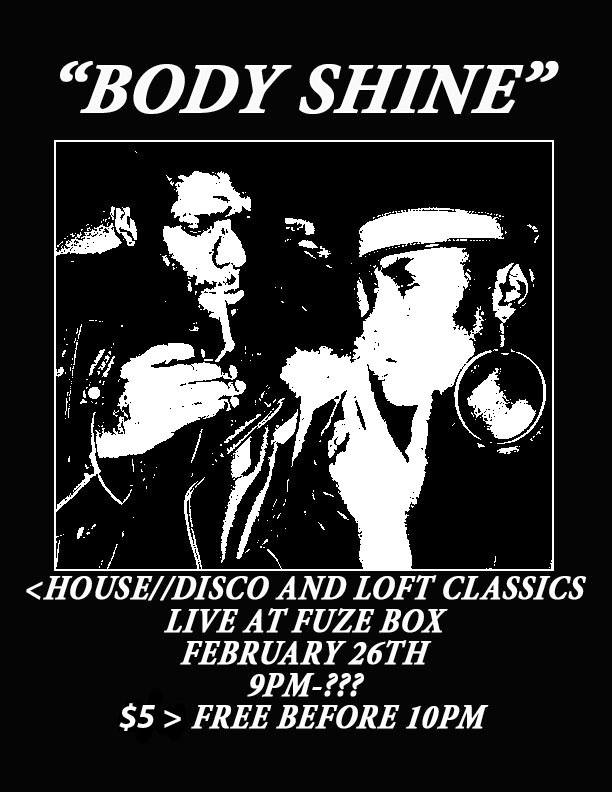 “BODY SHINE”
<HOUSE//DISCO AND LOFT CLASSICS
LIVE AT FUZE BOX
FEBRUARY 26TH
9PM-???
$5 > FREE BEFORE 10PM